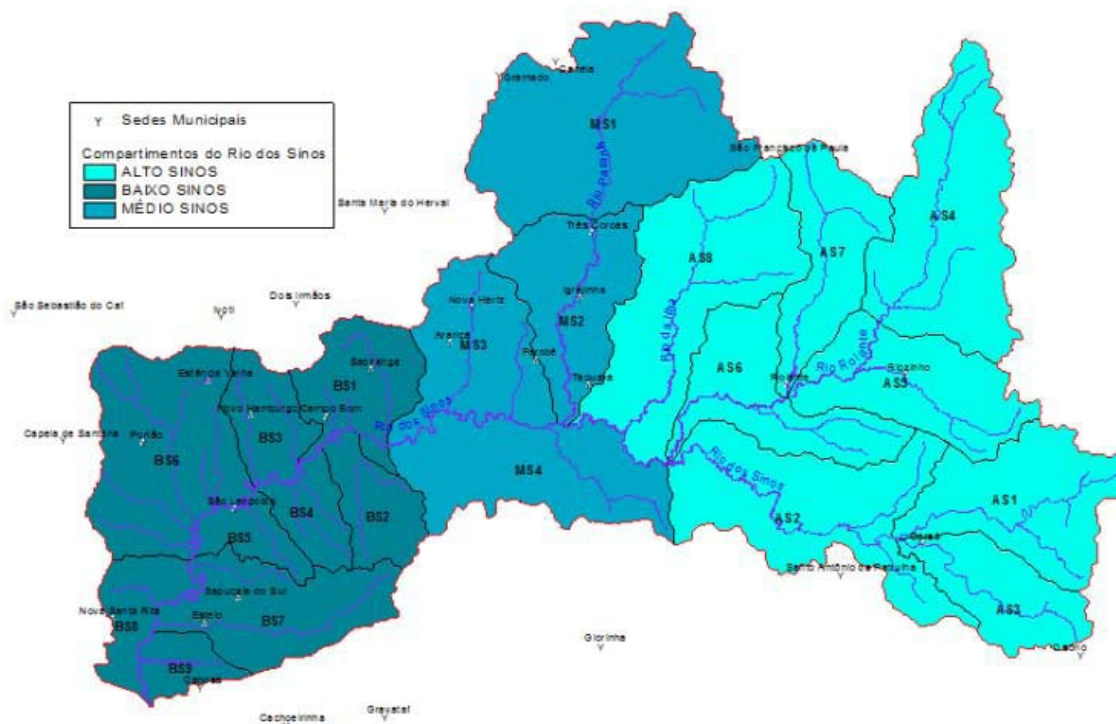 Sedes Municipais
Compartimentos do Rio dos Sinos
ALTO SINOS
BAIXO SINOS
MÉDIO SINOS
Gramado
Canela
MS1
Rio Paranh
São Francisco de Paula
AS4
Santa Maria do Herval
Três Coroas
AS8
AS7
São Sebastião do Caí
Dois Irmãos
Ivoti
Nova Hartz
Igrejinha
MS2
Rio da Ilha
Araricá
MS3
Parobé
Rio Rolante
Sapiranga
Estância Velha
BS1
Taquara
AS6
Rolante
Riozinho
AS5
Novo Hamburgo
Campo Bom
Rio dos Sinos
Capela de Santana
Portão
BS3
BS6
MS4
Rio dos Sinos
São Leopoldo
BS4
BS2
AS2
AS1
BS5
Caraá
Santo Antônio da Patrulha
Sapucaia do Sul
Nova Santa Rita
Esteio
BS7
BS8
AS3
Glorinha
BS9
Canoas
Gravataí
Cachoeirinha